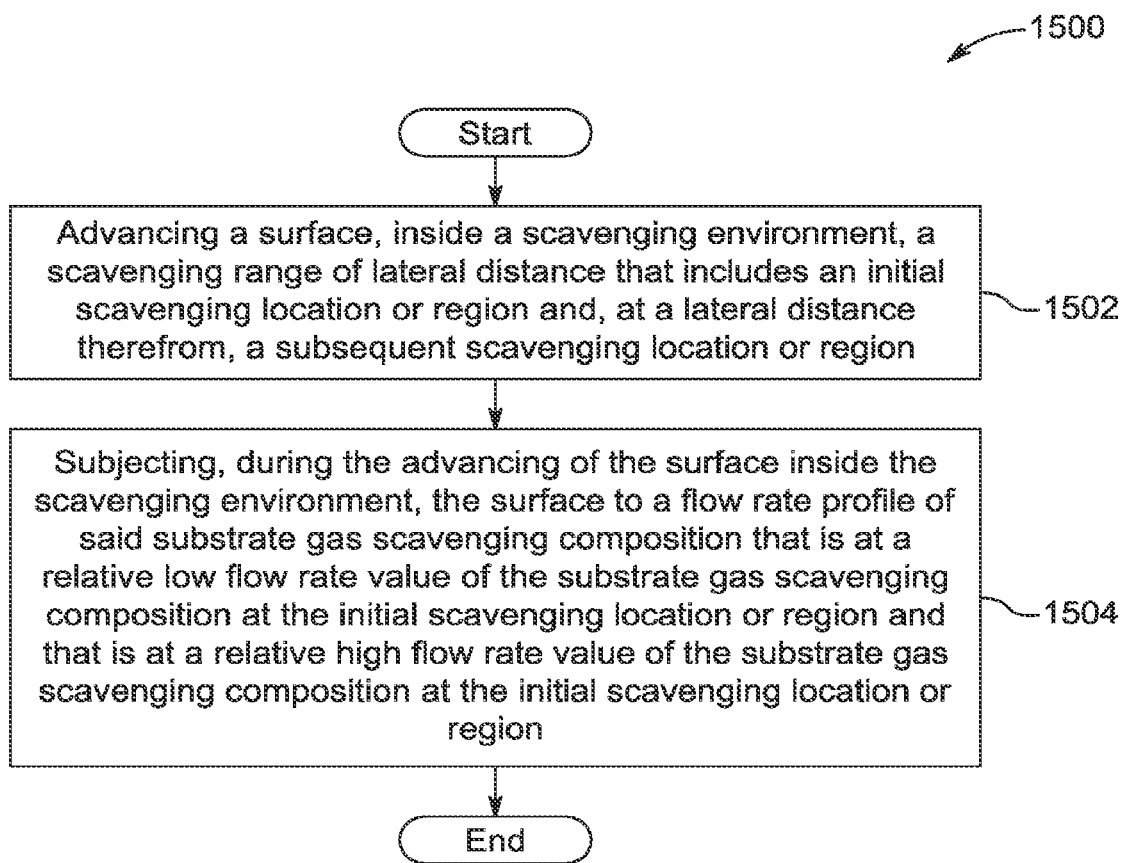 1500
Start
Advancing a surface, inside a scavenging environment, a
scavenging range of lateral distance that includes an initial
scavenging location or region and, at a lateral distance
therefrom, a subsequent scavenging location or region
1502
Subjecting, during the advancing of the surface inside the
scavenging environment, the surface to a flow rate profile of
said substrate gas scavenging composition that is at a
relative low flow rate value of the substrate gas scavenging
composition at the initial scavenging location or region and
that is at a relative high flow rate value of the substrate gas
scavenging composition at the initial scavenging location or
region
1504
End